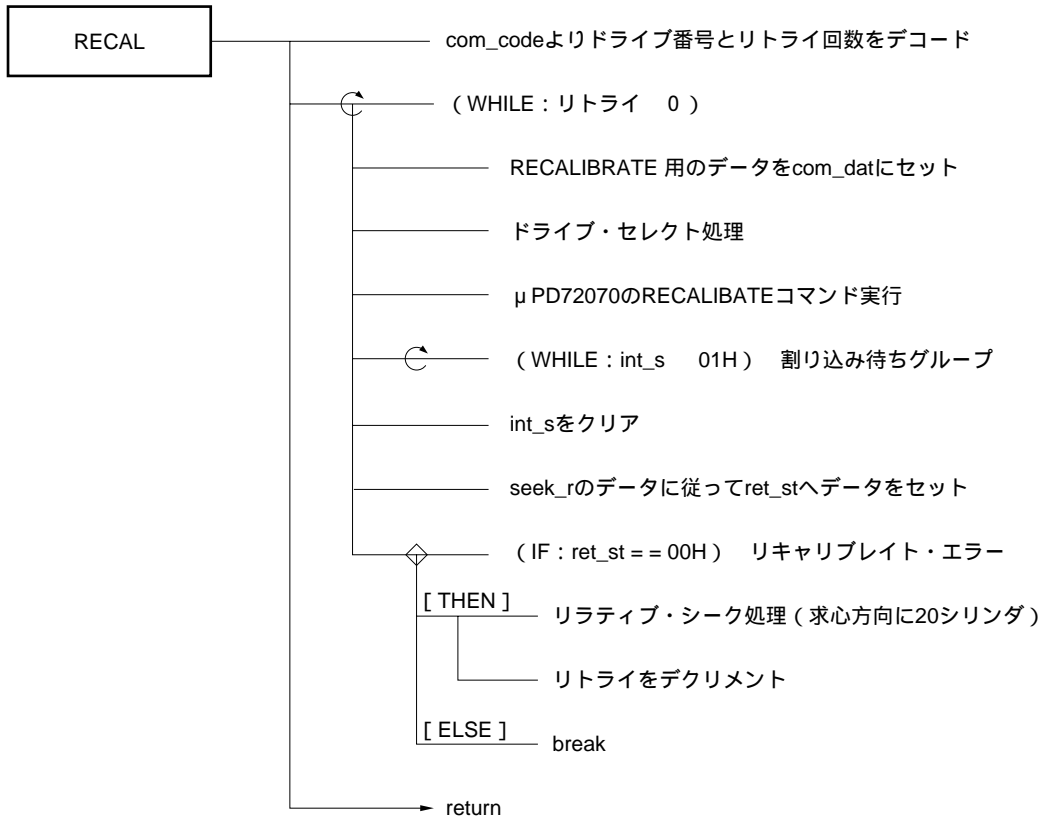 RECAL
com_codeよりドライブ番号とリトライ回数をデコード
( WHILE : リトライ 0 )
RECALIBRATE 用のデータをcom_datにセット
ドライブ・セレクト処理
μPD72070のRECALIBATEコマンド実行
( WHILE : int_s 01H ) 割り込み待ちグループ
int_sをクリア
seek_rのデータに従ってret_stへデータをセット
( IF : ret_st = = 00H ) リキャリブレイト・エラー
[ THEN ] リラティブ・シーク処理 ( 求心方向に20シリンダ )
リトライをデクリメント
[ ELSE ] break
return